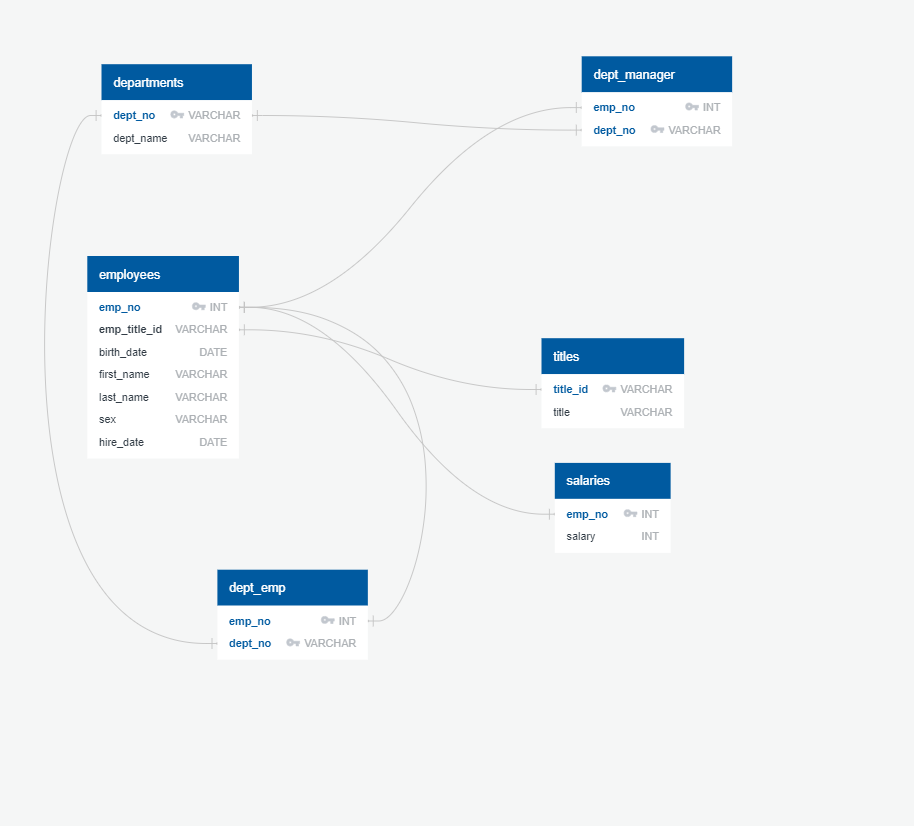 departments
dept_no VARCHAR
dept_name VARCHAR
dept_manager
emp_no INT
dept_no VARCHAR
employees
emp_no INT
emp_title_id VARCHAR
birth_date DATE
first_name VARCHAR
last_name VARCHAR
sex VARCHAR
hire_date DATE
titles
title_id VARCHAR
title VARCHAR
salaries
emp_no INT
salary INT
dept_emp
emp_no INT
dept_no VARCHAR